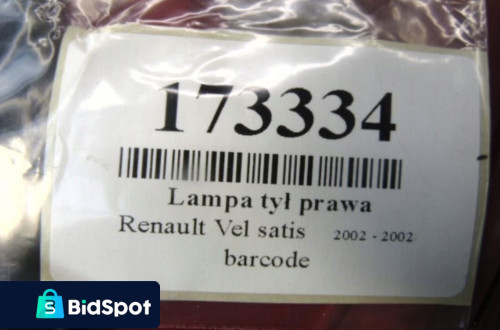 173334
Lampa tył prawa
Renault Vel satis 2002 - 2002
barcode
BidSpot